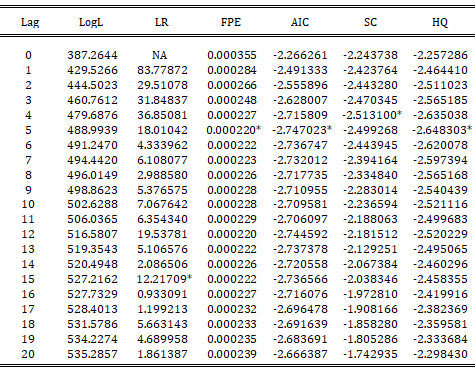 Lag LogL LR FPE AIC SC HQ
0 387.2644 NA 0.000355 -2.266261 -2.243738 -2.257286
1 429.5266 83.77872 0.000284 -2.491333 -2.423764 -2.464410
2 444.5023 29.51078 0.000266 -2.555896 -2.443280 -2.511023
3 460.7612 31.84837 0.000248 -2.628007 -2.470345 -2.565185
4 479.6876 36.85081 0.000227 -2.715809 -2.513100* -2.635038
5 488.9939 18.01042 0.000220* -2.747023* -2.499268 -2.648303*
6 491.2470 4.333962 0.000222 -2.736747 -2.443945 -2.620078
7 494.4420 6.108077 0.000223 -2.732012 -2.394164 -2.597394
8 496.0149 2.988580 0.000226 -2.717735 -2.334840 -2.565168
9 498.8623 5.376575 0.000228 -2.710955 -2.283014 -2.540439
10 502.6288 7.067642 0.000228 -2.709581 -2.236594 -2.521116
11 506.0365 6.354340 0.000229 -2.706097 -2.188063 -2.499683
12 516.5807 19.53781 0.000220 -2.744592 -2.181512 -2.520229
13 519.3543 5.106576 0.000222 -2.737378 -2.129251 -2.495065
14 520.4948 2.086506 0.000226 -2.720558 -2.067384 -2.460296
15 527.2162 12.21709* 0.000222 -2.736566 -2.038346 -2.458355
16 527.7329 0.933091 0.000227 -2.716076 -1.972810 -2.419916
17 528.4013 1.199213 0.000232 -2.696478 -1.908166 -2.382369
18 531.5786 5.663143 0.000233 -2.691639 -1.858280 -2.359581
19 534.2274 4.689958 0.000235 -2.683691 -1.805286 -2.333684
20 535.2857 1.861387 0.000239 -2.666387 -1.742935 -2.298430